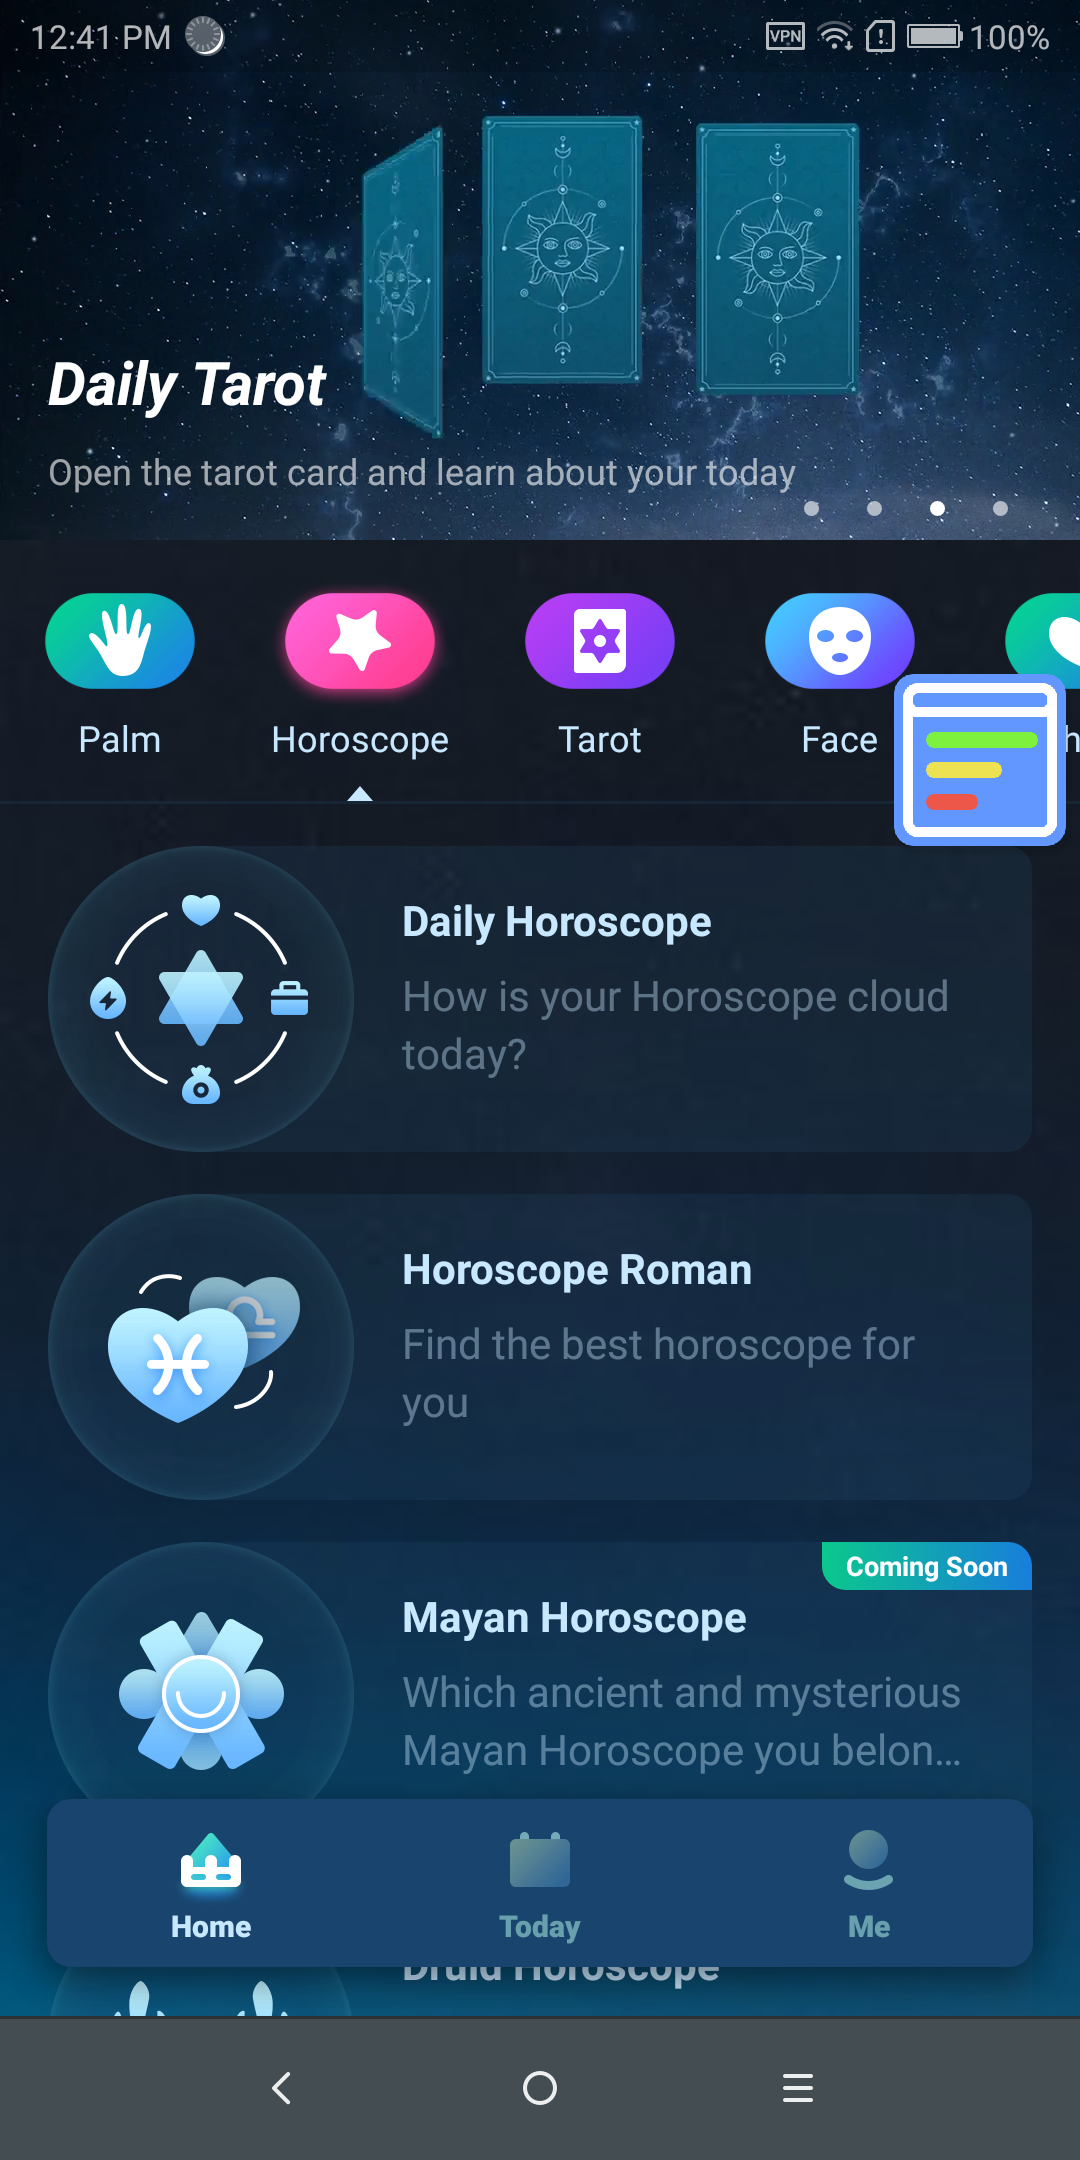 12:41 PM
VPN
100%
Daily Tarot
Open the tarot card and learn about your today
Palm
Horoscope
Tarot
Face
Daily Horoscope
How is your Horoscope cloud
today?
Horoscope Roman
Find the best horoscope for
you
Coming Soon
Mayan Horoscope
Which ancient and mysterious
Mayan Horoscope you belon...
Home
Today
Me
Druid Horoscope